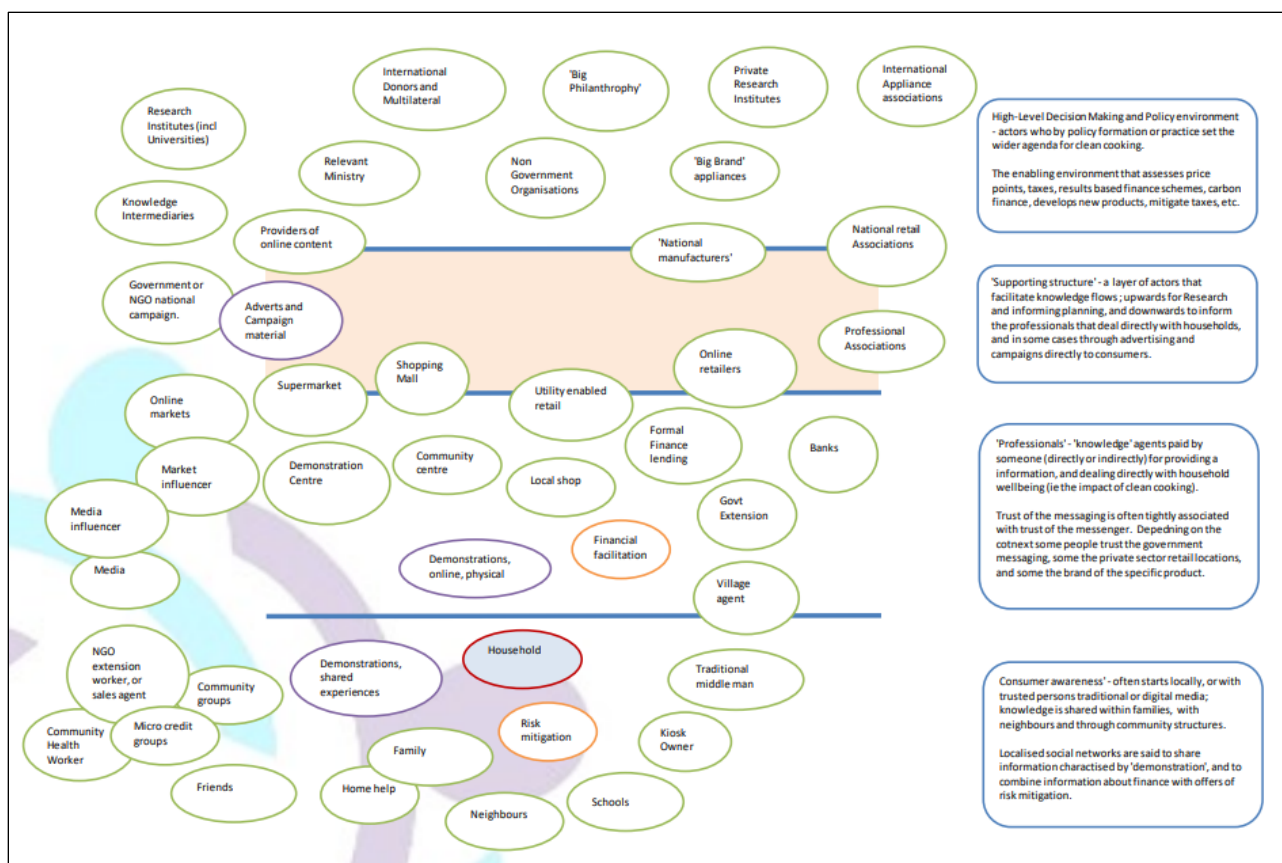 International
Donors and
Multilateral
'Big
Philanthrophy'
Private
Research
Institutes
International
Appliance
associations
Research
Institutes (incl
Universities)
Relevant
Ministry
Non
Government
Organisations
'Big Brand'
appliances
Knowledge
Intermediaries
Providers of
online content
'National
manufacturers'
National retail
Associations
High-Level Decision Making and Policy environment
- actors who by policy formation or practice set the
wider agenda for clean cooking.
The enabling environment that assesses price
points, taxes, results based finance schemes, carbon
finance, develops new products, mitigate taxes, etc.
Government or
NGO national
campaign.
Adverts and
Campaign
material
Professional
Associations
Shopping
Mall
Online
retailers
Supermarket
Utility enabled
retail
'Supporting structure' - a layer of actors that
facilitate knowledge flows; upwards for Research
and informing planning, and downwards to inform
the professionals that deal directly with households,
and in some cases through advertising and
campaigns directly to consumers.
Online
markets
Market
influencer
Demonstration
Centre
Community
centre
Local shop
Formal
Finance
lending
Banks
Media
influencer
Govt
Extension
Financial
facilitation
Demonstrations,
online, physical
Media
Village
agent
'Professionals' - 'knowledge' agents paid by
someone (directly or indirectly) for providing a
information, and dealing directly with household
wellbeing (ie the impact of clean cooking).
Trust of the messaging is often tightly associated
with trust of the messenger. Depednng on the
cotnext some people trust the government
messaging, some the private sector retail locations,
and some the brand of the specific product.
NGO
extension
worker, or
sales agent
Community
groups
Demonstrations,
shared
experiences
Household
Traditional
middle man
Community
Health
Worker
Micro credit
groups
Risk
mitigation
Kiosk
Owner
Family
Friends
Home help
Neighbours
Schools
Consumer awareness' - often starts locally, or with
trusted persons traditional or digital media;
knowledge is shared within families, with
neighbours and through community structures.
Localised social networks are said to share
information charactised by 'demonstration', and to
combine information about finance with offers of
risk mitigation.